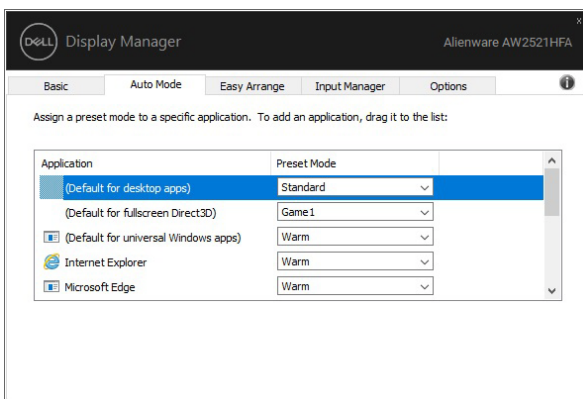 DELL Display Manager Alienware AW2521HFA
Basic Auto Mode Easy Arrange Input Manager Options
Assign a preset mode to a specific application. To add an application, drag it to the list:
Application Preset Mode
(Default for desktop apps) Standard
(Default for fullscreen Direct3D) Game1
(Default for universal Windows apps) Warm
Internet Explorer Warm
Microsoft Edge Warm